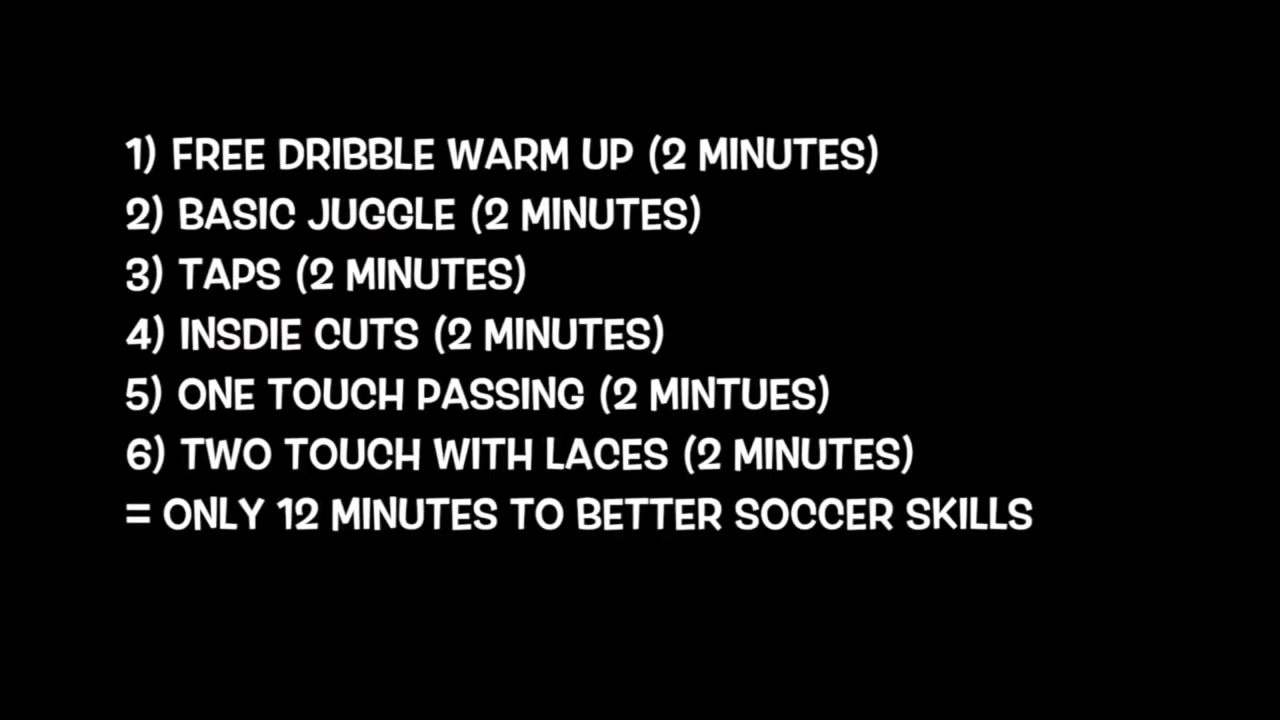 1) FREE DRIBBLE WARM UP (2 MINUTES)
2) BASIC JUGGLE (2 MINUTES)
3) TAPS (2 MINUTES)
4) INSDIE CUTS (2 MINUTES)
5) ONE TOUCH PASSING (2 MINTUES)
6) TWO TOUCH WITH LACES (2 MINUTES)
= ONLY 12 MINUTES TO BETTER SOCCER SKILLS